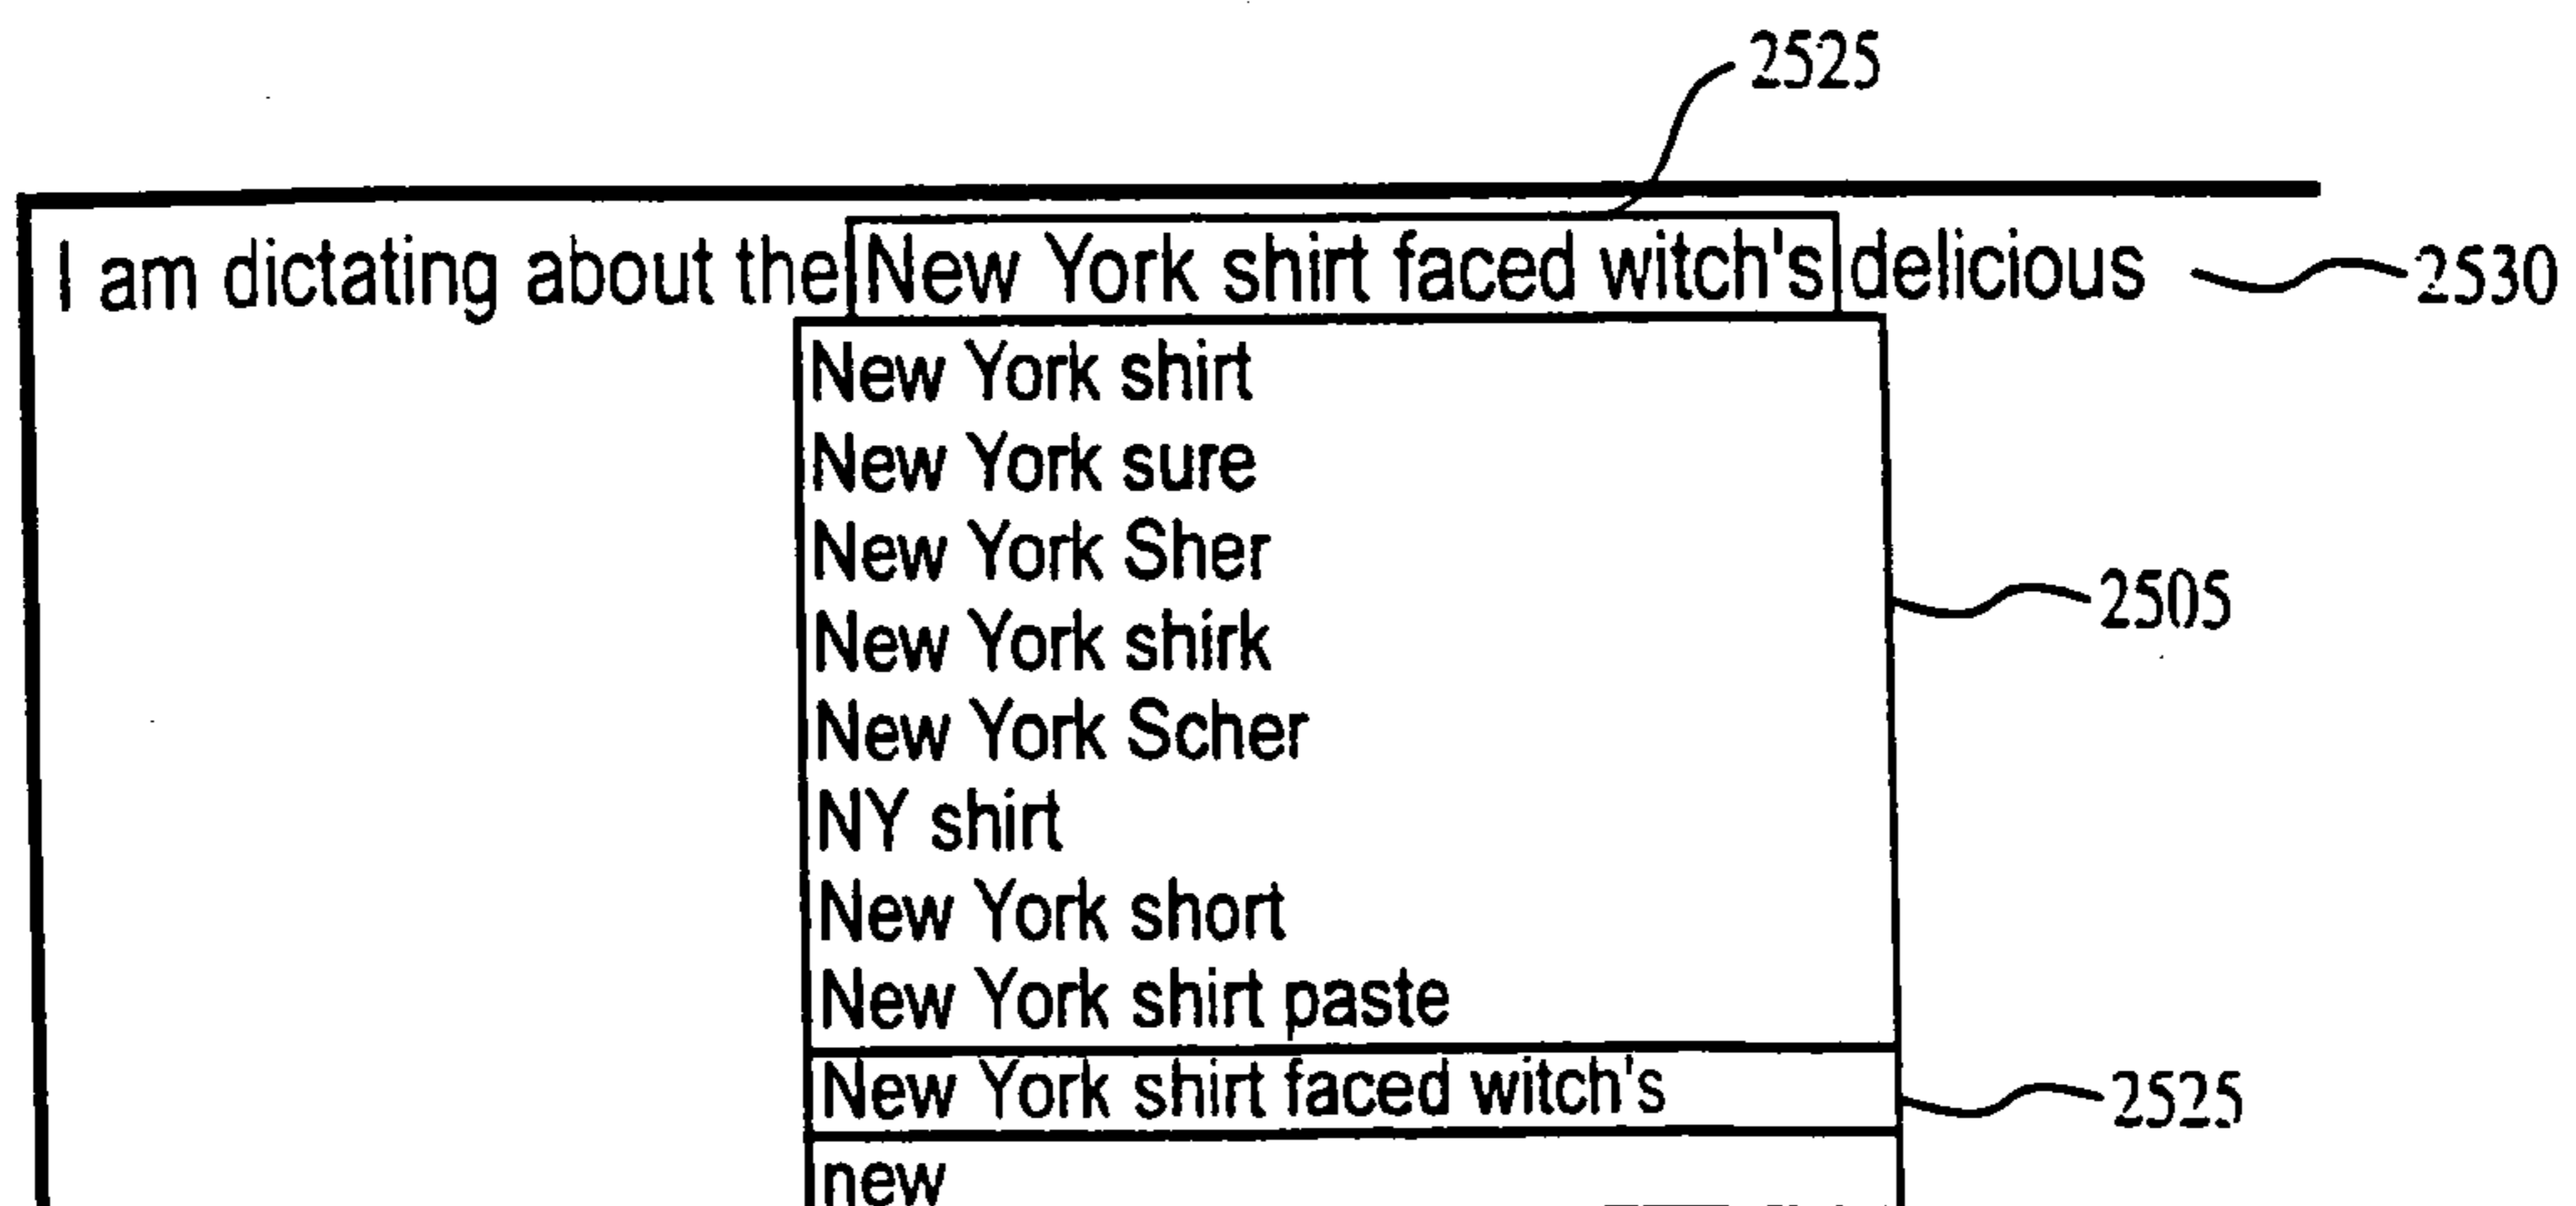 2525
I am dictating about the New York shirt faced witch's delicious 2530
New York shirt
New York sure
New York Sher
New York shirk 2505
New York Scher
NY shirt
New York short
New York shirt paste
New York shirt faced witch's 2525
new